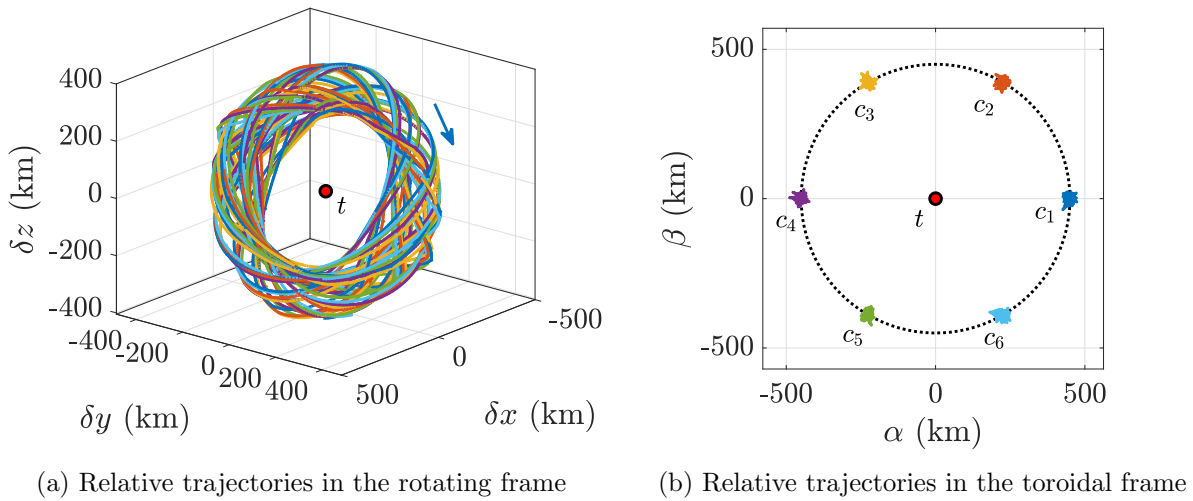 400
200
0
-200
-400
δz (km)
-400
-200
0
200
400
δy (km)
500
0
-500
δx (km)
t
(a) Relative trajectories in the rotating frame
500
0
-500
β (km)
-500
0
500
α (km)
c3
c2
c4
t
c1
c5
c6
(b) Relative trajectories in the toroidal frame